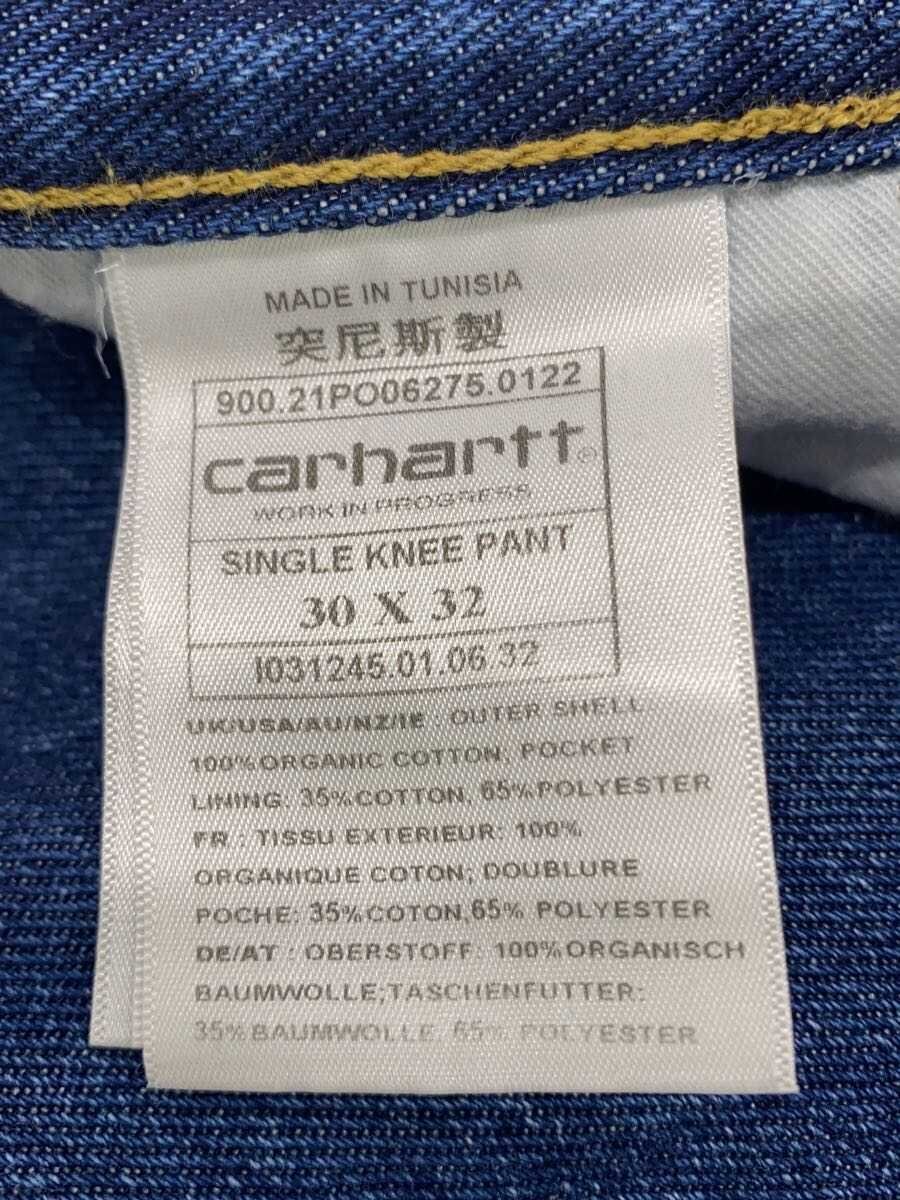 MADE IN TUNISIA
突尼斯製
900.21PO06275.0122
carhartt®
WORK IN PROGRESS
SINGLE KNEE PANT
30 X 32
I031245.01.06.32
UK/USA/AU/NZ/IE : OUTER SHELL:
100%ORGANIC COTTON; POCKET
LINING: 35%COTTON, 65%POLYESTER
FR : TISSU EXTERIEUR: 100%
ORGANIQUE COTON; DOUBLURE
POCHE: 35%COTON,65% POLYESTER
DE/AT : OBERSTOFF: 100%ORGANISCH
BAUMWOLLE;TASCHENFUTTER:
35%BAUMWOLLE, 65% POLYESTER